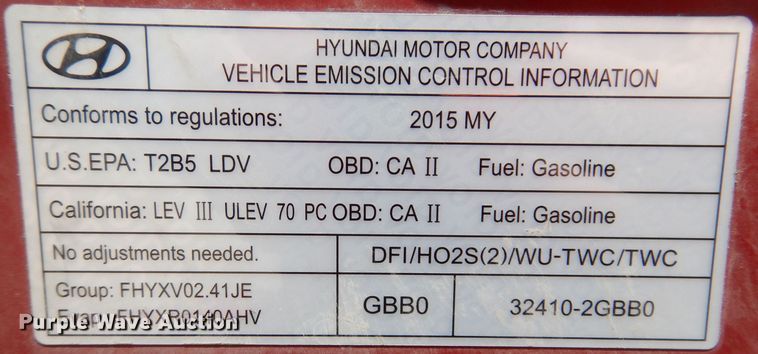 HYUNDAI MOTOR COMPANY
VEHICLE EMISSION CONTROL INFORMATION
Conforms to regulations: 2015 MY
U.S.EPA: T2B5 LDV OBD: CA II Fuel: Gasoline
California: LEV III ULEV 70 PC OBD: CA II Fuel: Gasoline
No adjustments needed. DFI/HO2S(2)/WU-TWC/TWC
Group: FHYXV02.41JE
Evap: FHYXR0140AHV
GBB0 32410-2GBB0
Purple Wave Auction